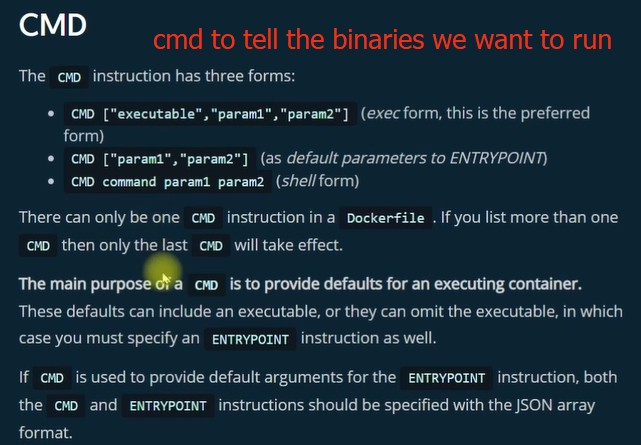 CMD
cmd to tell the binaries we want to run
The CMD instruction has three forms:
• CMD ["executable","param1","param2"] (exec form, this is the preferred
form)
• CMD ["param1","param2"] (as default parameters to ENTRYPOINT)
• CMD command param1 param2 (shell form)
There can only be one CMD instruction in a Dockerfile . If you list more than one
CMD then only the last CMD will take effect.
The main purpose of a CMD is to provide defaults for an executing container.
These defaults can include an executable, or they can omit the executable, in which
case you must specify an ENTRYPOINT instruction as well.
If CMD is used to provide default arguments for the ENTRYPOINT instruction, both
the CMD and ENTRYPOINT instructions should be specified with the JSON array
format.